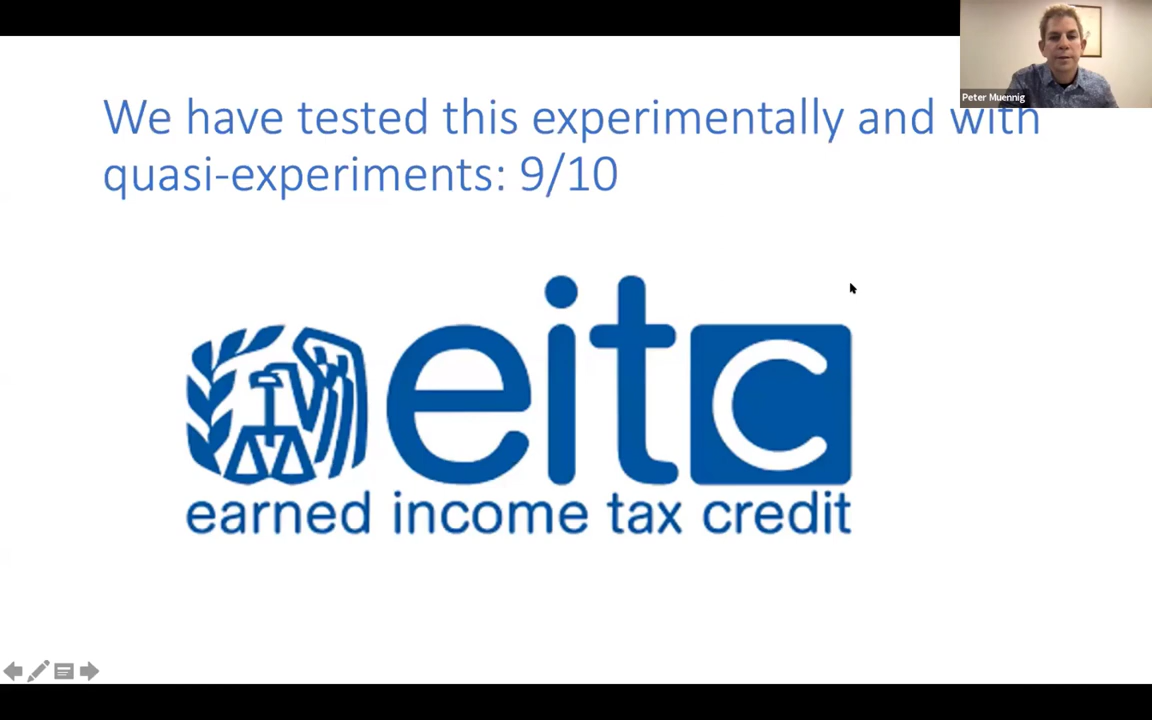 Peter Muennig
We have tested this experimentally and with
quasi-experiments: 9/10
eitc
earned income tax credit